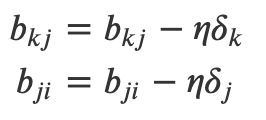 b_{kj} = b_{kj} − ηδ_k
b_{ji} = b_{ji} − ηδ_j